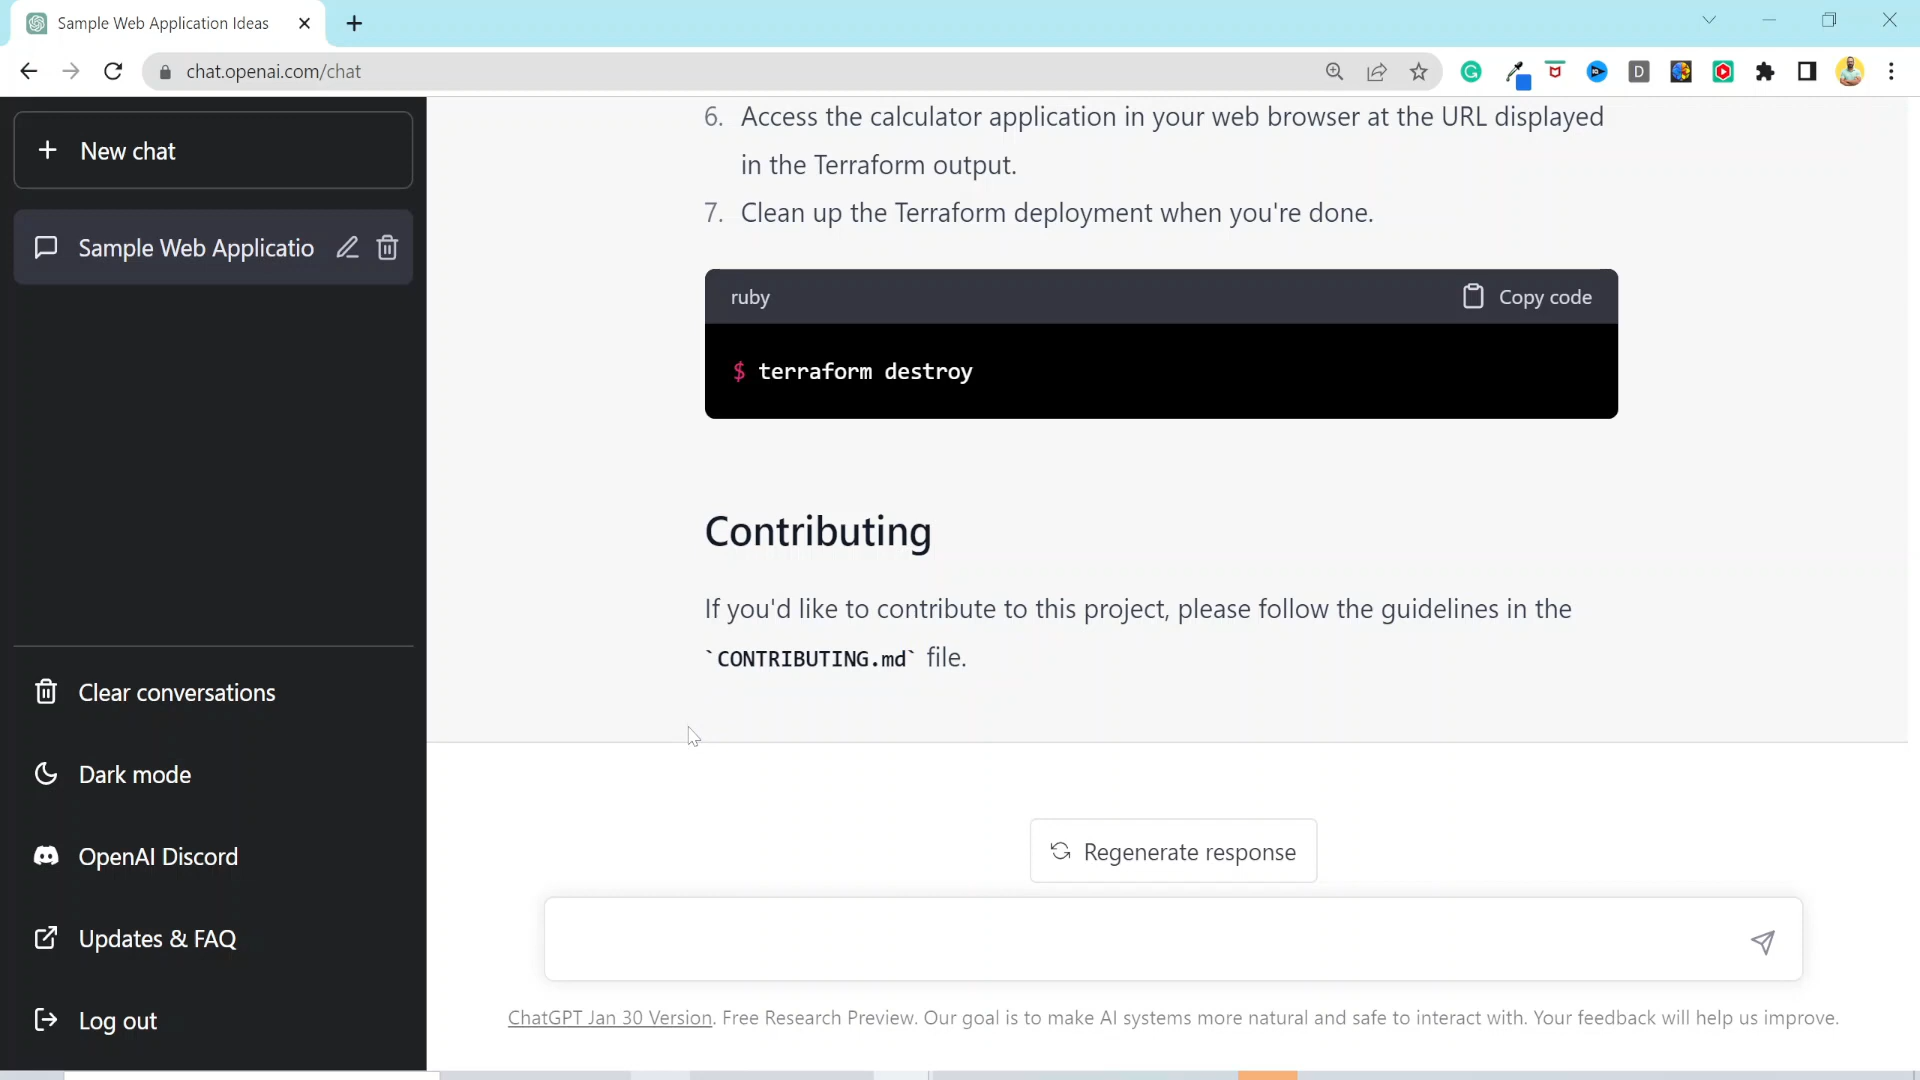 Sample Web Application Ideas
chat.openai.com/chat
D
New chat
Sample Web Applicatio
Clear conversations
Dark mode
OpenAI Discord
Updates & FAQ
Log out
6. Access the calculator application in your web browser at the URL displayed
in the Terraform output.
7. Clean up the Terraform deployment when you're done.
ruby
Copy code
$ terraform destroy
Contributing
If you'd like to contribute to this project, please follow the guidelines in the
`CONTRIBUTING.md` file.
Regenerate response
ChatGPT Jan 30 Version. Free Research Preview. Our goal is to make AI systems more natural and safe to interact with. Your feedback will help us improve.